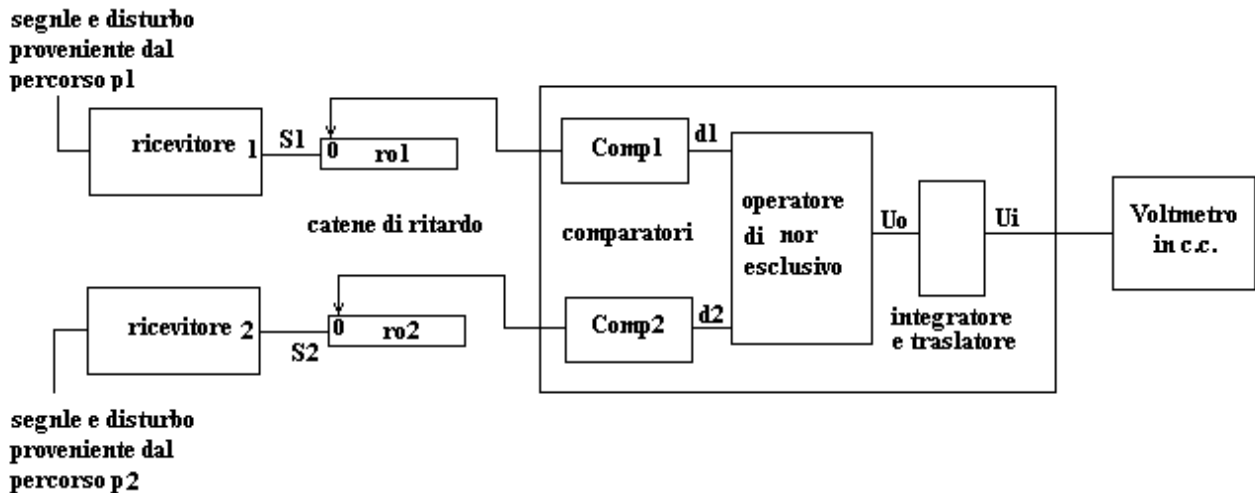 segnle e disturbo
proveniente dal
percorso p1
ricevitore 1
S1
0
ro1
Comp1
d1
operatore
di nor
esclusivo
Uo
Ui
Voltmetro
in c.c.
catene di ritardo
comparatori
ricevitore 2
S2
0
ro2
Comp2
d2
integratore
e traslatore
segnle e disturbo
proveniente dal
percorso p2